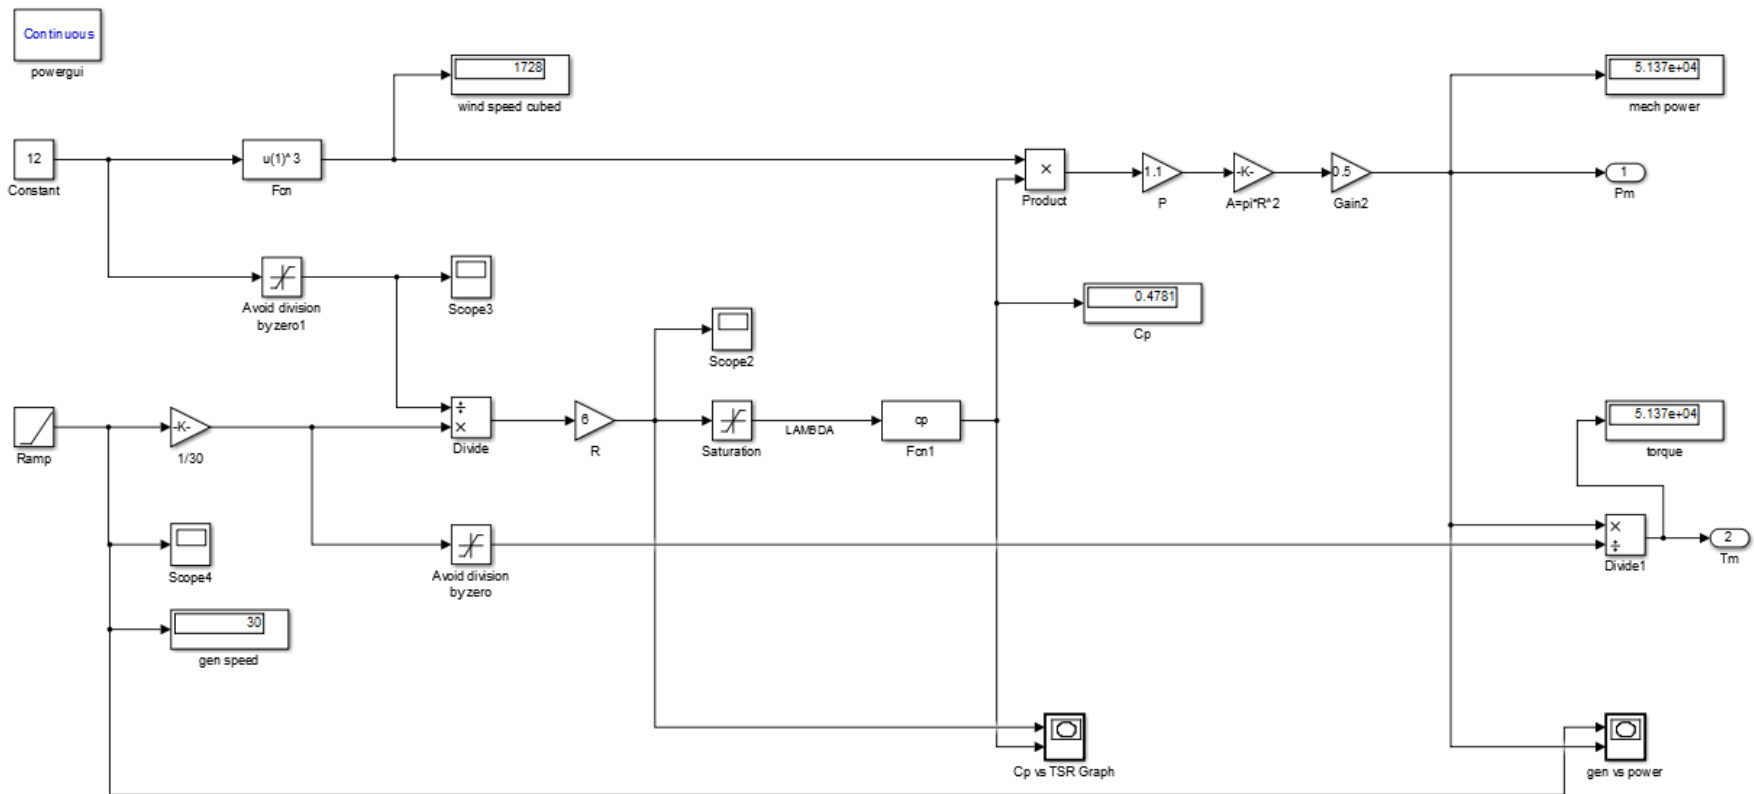 Continuous
powergui
1728
wind speed cubed
5.137e+04
mech power
12
Constant
u(1)^3
Fcn
×
Product
1.1
P
-K-
A=pi*R^2
0.5
Gain2
1
Pm
Avoid division
by zero1
Scope3
Scope2
0.4781
Cp
Ramp
-K-
1/30
÷
×
Divide
6
R
Saturation
LAMBDA
cp
Fcn1
5.137e+04
torque
Scope4
Avoid division
by zero
×
÷
Divide1
2
Tm
30
gen speed
Cp vs TSR Graph
gen vs power